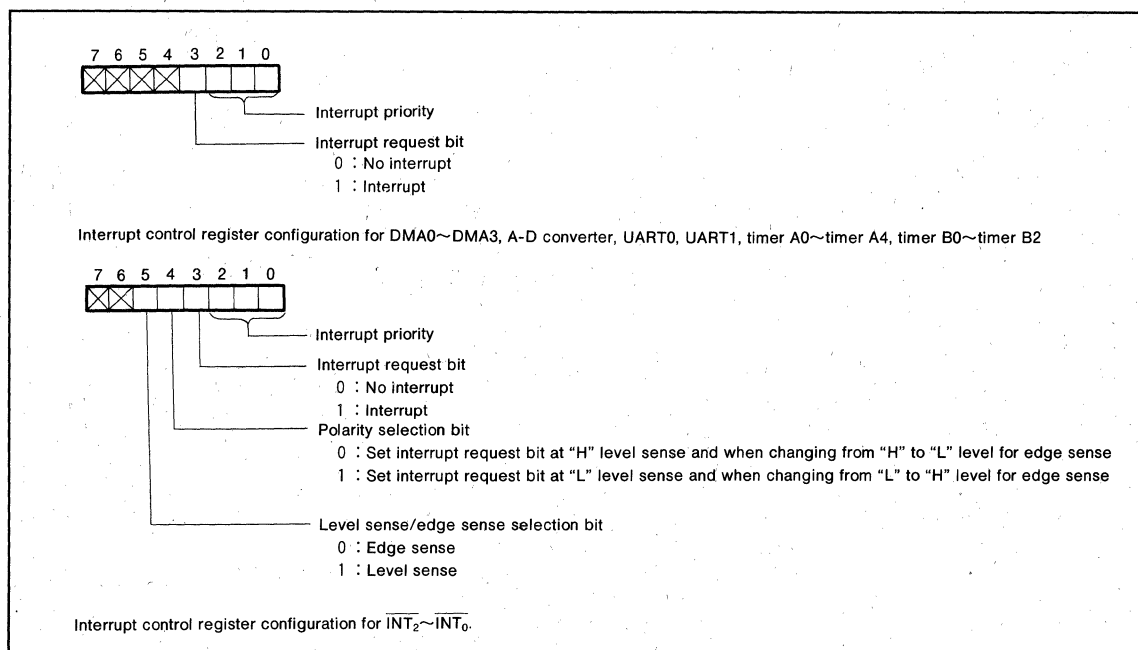 7 6 5 4 3 2 1 0
Interrupt priority
Interrupt request bit
0 : No interrupt
1 : Interrupt
Interrupt control register configuration for DMA0~DMA3, A-D converter, UART0, UART1, timer A0~timer A4, timer B0~timer B2
7 6 5 4 3 2 1 0
Interrupt priority
Interrupt request bit
0 : No interrupt
1 : Interrupt
Polarity selection bit
0 : Set interrupt request bit at “H” level sense and when changing from “H” to “L” level for edge sense
1 : Set interrupt request bit at “L” level sense and when changing from “L” to “H” level for edge sense
Level sense/edge sense selection bit
0 : Edge sense
1 : Level sense
Interrupt control register configuration for I̅N̅T̅₂~I̅N̅T̅₀.